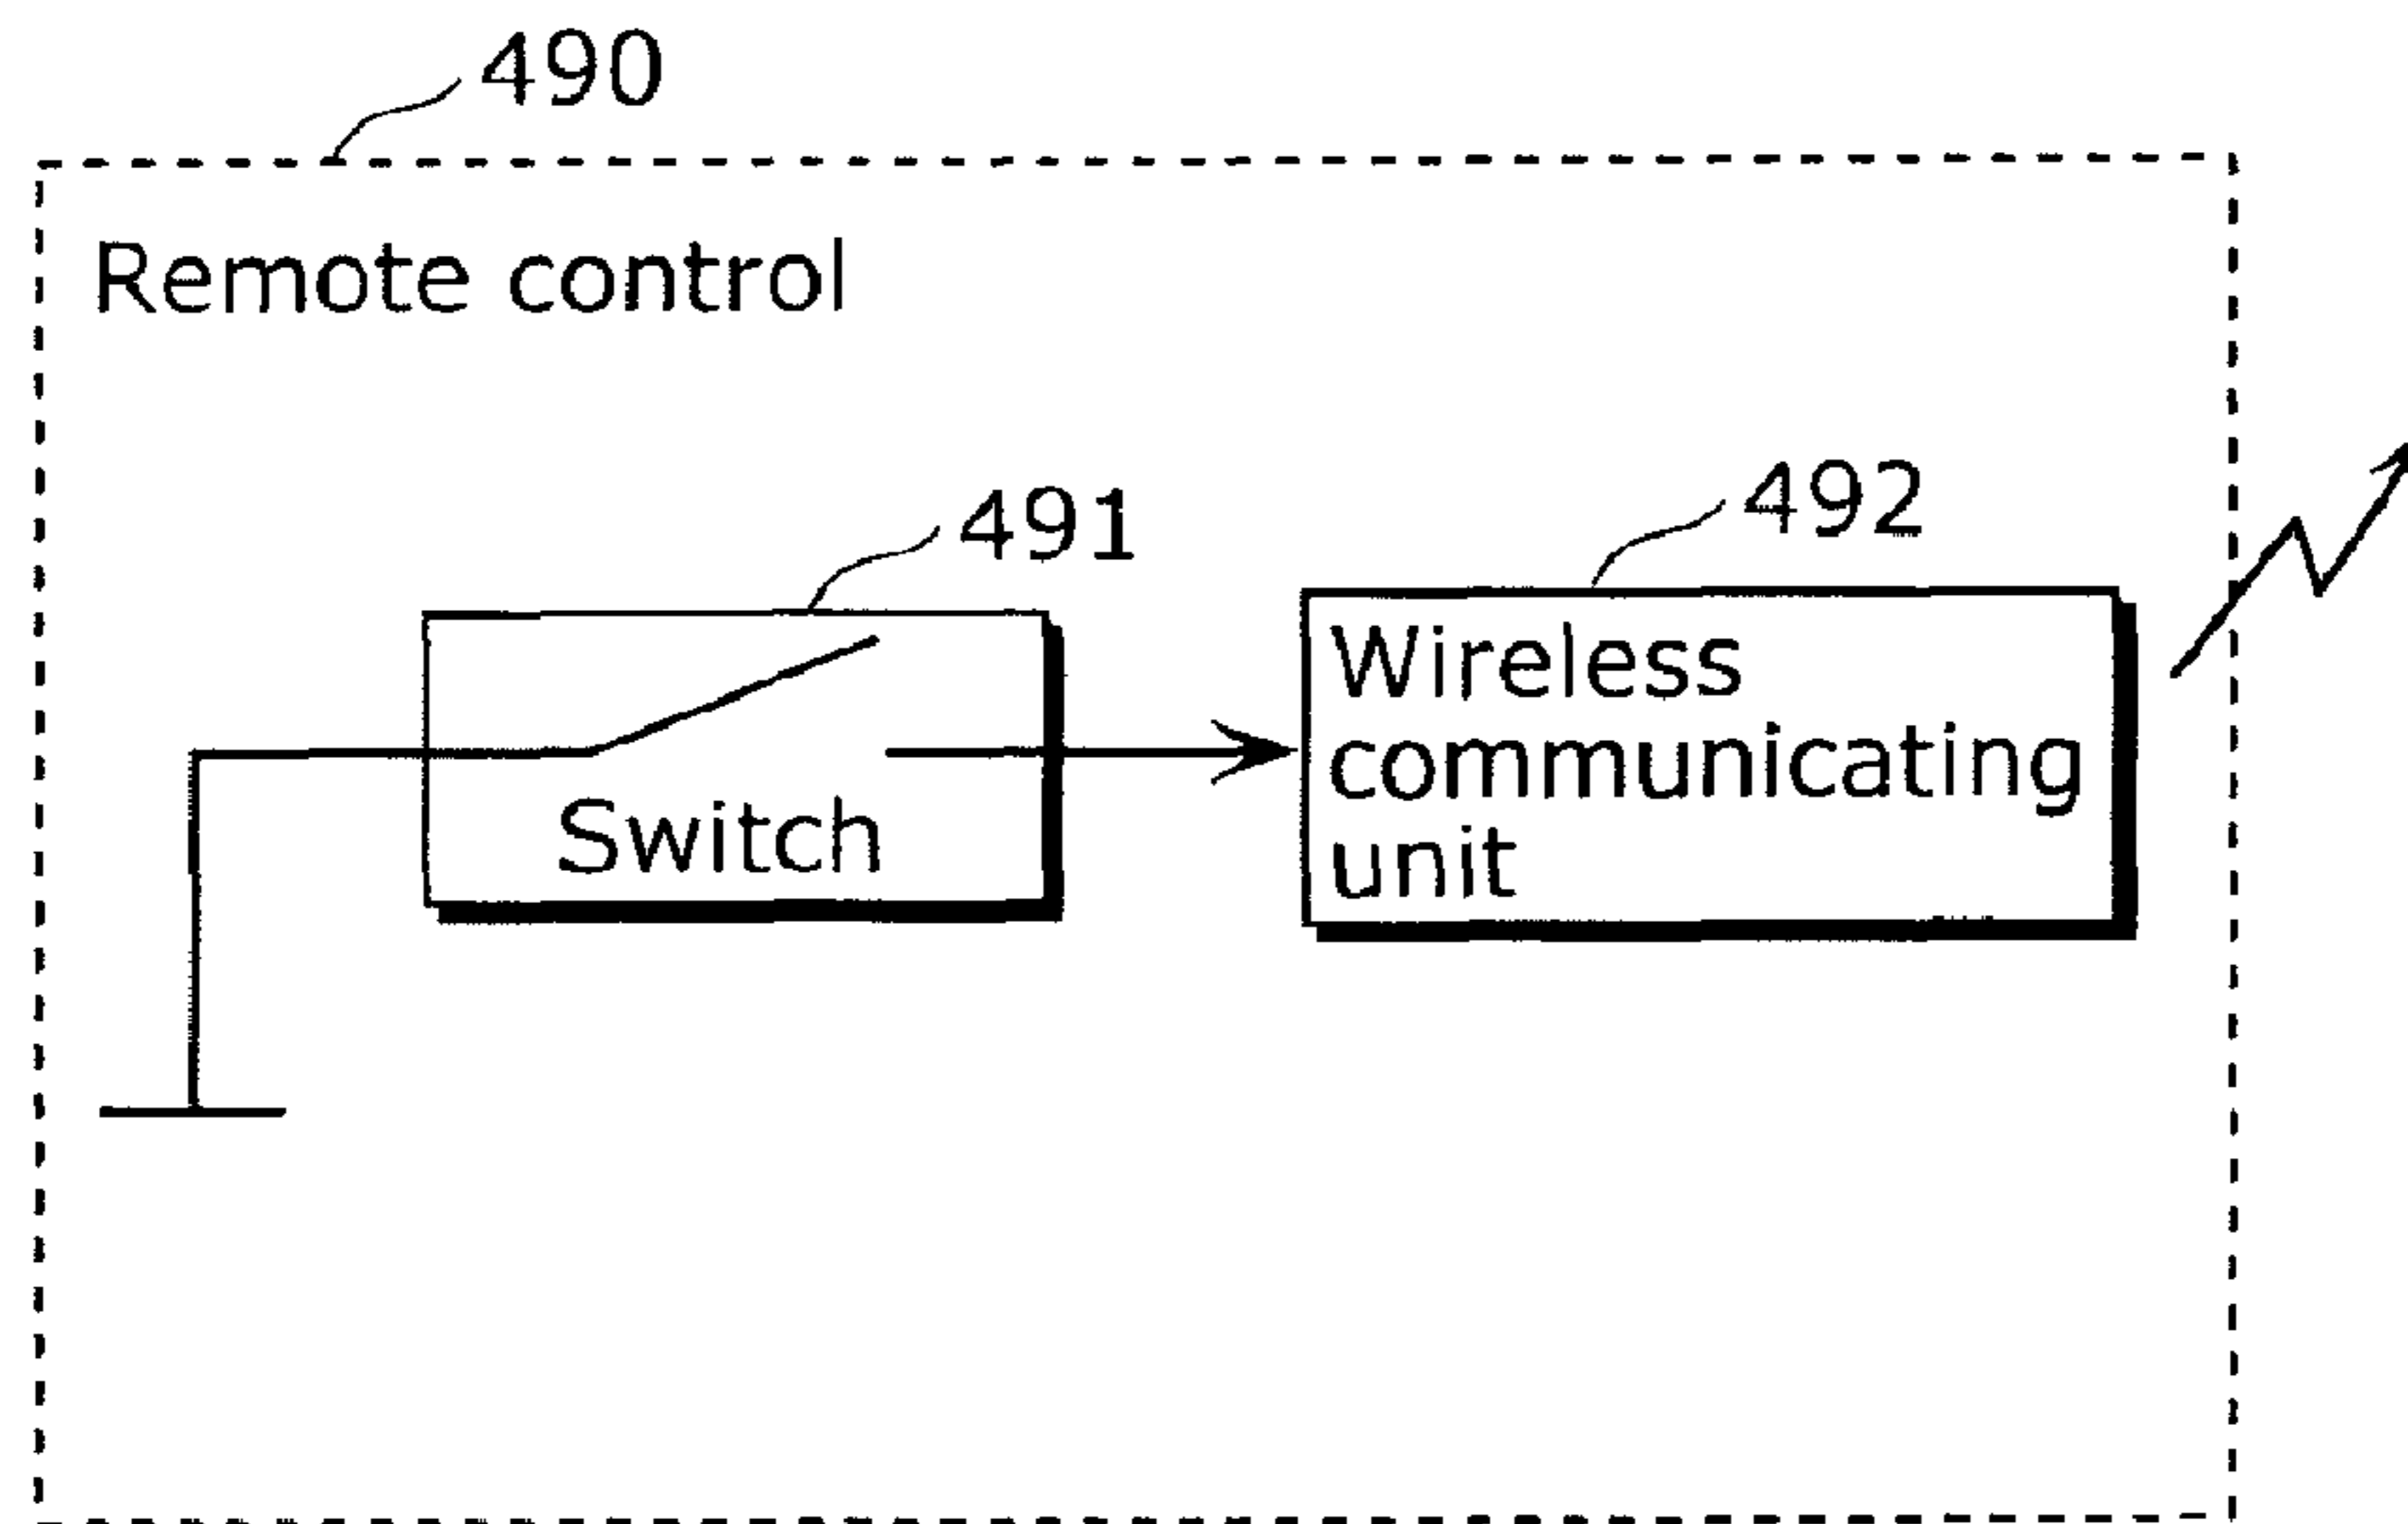 490
Remote control
491
492
Switch
Wireless
communicating
unit